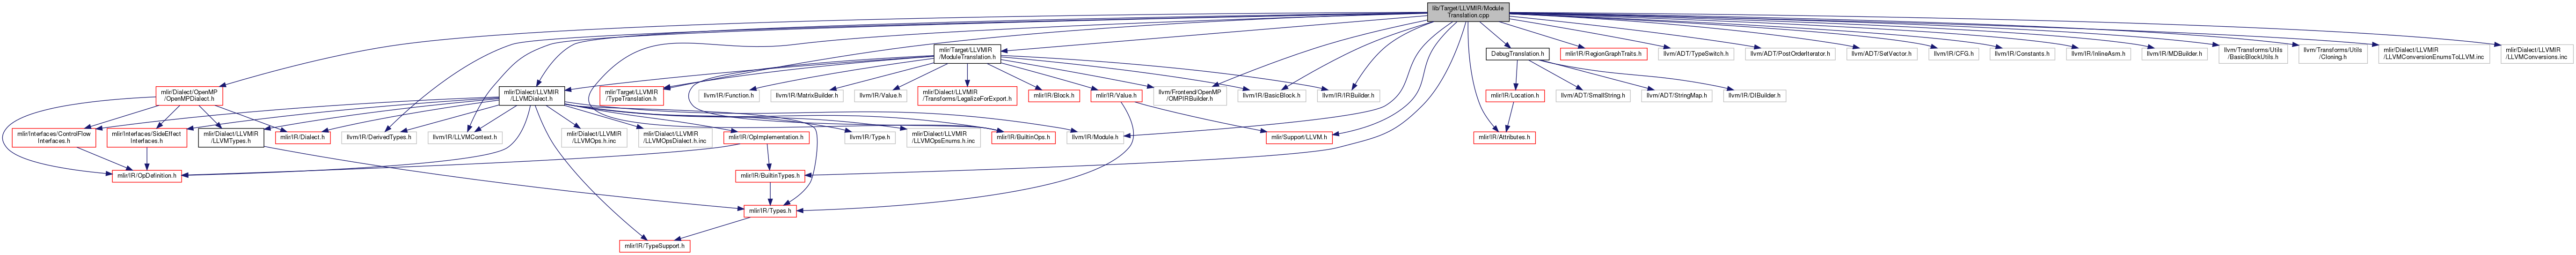 lib/Target/LLVMIR/Module
Translation.cpp
mlir/Target/LLVMIR
/ModuleTranslation.h
DebugTranslation.h
mlir/IR/RegionGraphTraits.h
llvm/ADT/TypeSwitch.h
llvm/ADT/PostOrderIterator.h
llvm/ADT/SetVector.h
llvm/IR/CFG.h
llvm/IR/Constants.h
llvm/IR/InlineAsm.h
llvm/IR/MDBuilder.h
llvm/Transforms/Utils
/BasicBlockUtils.h
llvm/Transforms/Utils
/Cloning.h
mlir/Dialect/LLVMIR
/LLVMConversionEnumsToLLVM.inc
mlir/Dialect/LLVMIR
/LLVMConversions.inc
mlir/Dialect/OpenMP
/OpenMPDialect.h
mlir/Dialect/LLVMIR
/LLVMDialect.h
mlir/Target/LLVMIR
/TypeTranslation.h
llvm/IR/Function.h
llvm/IR/MatrixBuilder.h
llvm/IR/Value.h
mlir/Dialect/LLVMIR
/Transforms/LegalizeForExport.h
mlir/IR/Block.h
mlir/IR/Value.h
llvm/Frontend/OpenMP
/OMPIRBuilder.h
llvm/IR/BasicBlock.h
llvm/IR/IRBuilder.h
mlir/IR/Location.h
llvm/ADT/SmallString.h
llvm/ADT/StringMap.h
llvm/IR/DIBuilder.h
mlir/Interfaces/ControlFlow
Interfaces.h
mlir/Interfaces/SideEffect
Interfaces.h
mlir/Dialect/LLVMIR
/LLVMTypes.h
mlir/IR/Dialect.h
llvm/IR/DerivedTypes.h
llvm/IR/LLVMContext.h
mlir/Dialect/LLVMIR
/LLVMOps.h.inc
mlir/Dialect/LLVMIR
/LLVMOpsDialect.h.inc
mlir/IR/OpImplementation.h
llvm/IR/Type.h
mlir/Dialect/LLVMIR
/LLVMOpsEnums.h.inc
mlir/IR/BuiltinOps.h
llvm/IR/Module.h
mlir/Support/LLVM.h
mlir/IR/Attributes.h
mlir/IR/OpDefinition.h
mlir/IR/BuiltinTypes.h
mlir/IR/Types.h
mlir/IR/TypeSupport.h